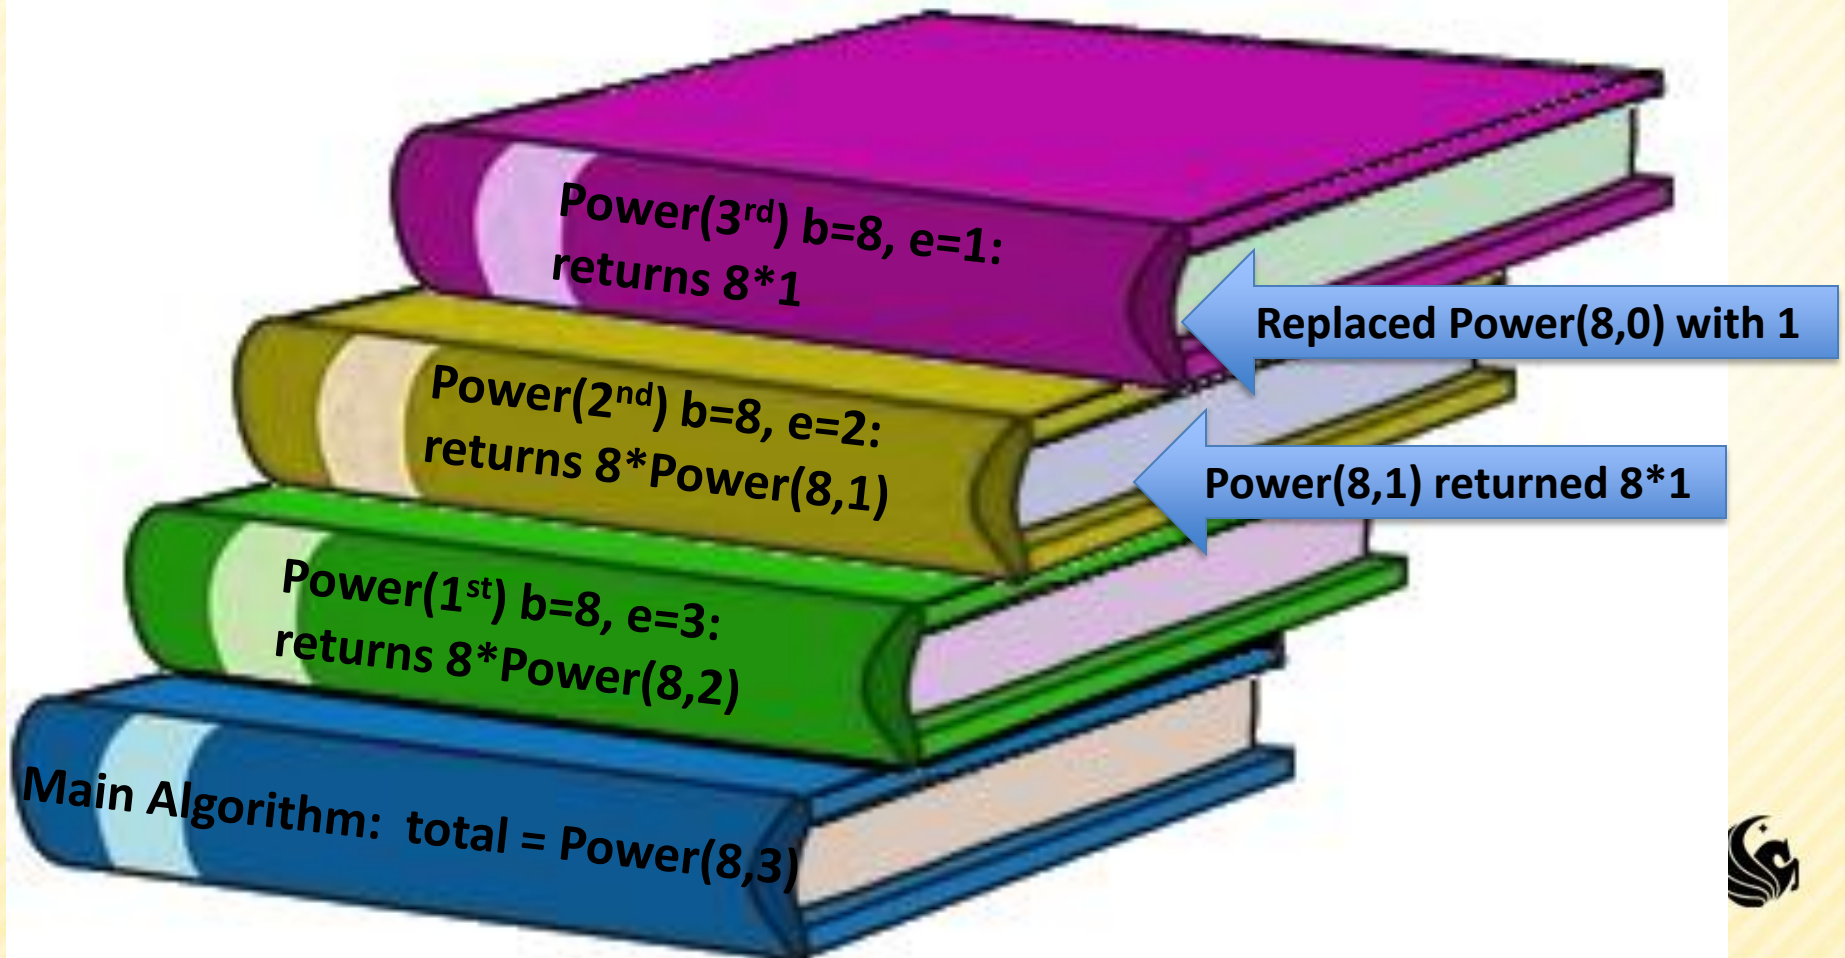 Power(3rd) b=8, e=1:
returns 8*1
Replaced Power(8,0) with 1
Power(2nd) b=8, e=2:
returns 8*Power(8,1)
Power(8,1) returned 8*1
Power(1st) b=8, e=3:
returns 8*Power(8,2)
Main Algorithm:  total = Power(8,3)